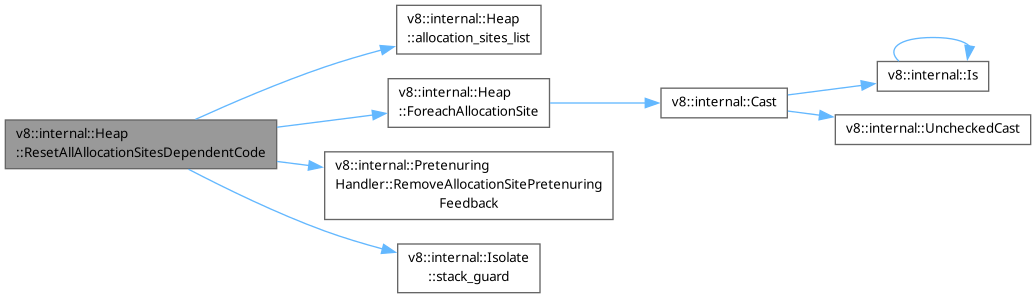 v8::internal::Heap
::ResetAllAllocationSitesDependentCode
v8::internal::Heap
::allocation_sites_list
v8::internal::Heap
::ForeachAllocationSite
v8::internal::Cast
v8::internal::Is
v8::internal::UncheckedCast
v8::internal::Pretenuring
Handler::RemoveAllocationSitePretenuring
Feedback
v8::internal::Isolate
::stack_guard